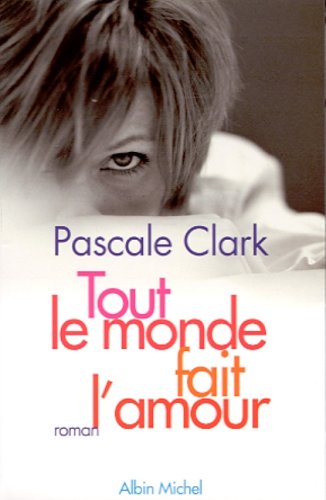 Pascale Clark
Tout
le monde
fait
l'amour
roman
Albin Michel